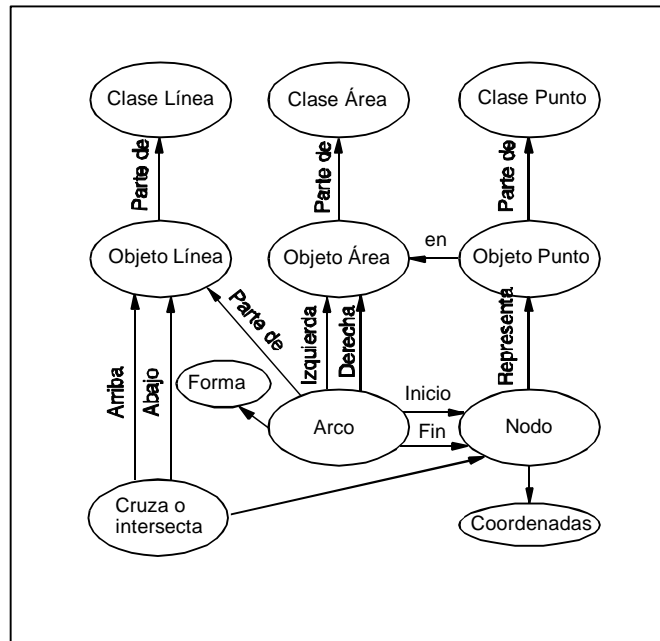 Clase Línea
Clase Área
Clase Punto
Parte de
Parte de
Parte de
Objeto Línea
Objeto Área
en
Objeto Punto
Arriba
Abajo
Parte de
Izquierda
Derecha
Representa
Forma
Arco
Inicio
Fin
Nodo
Cruza o
intersecta
Coordenadas